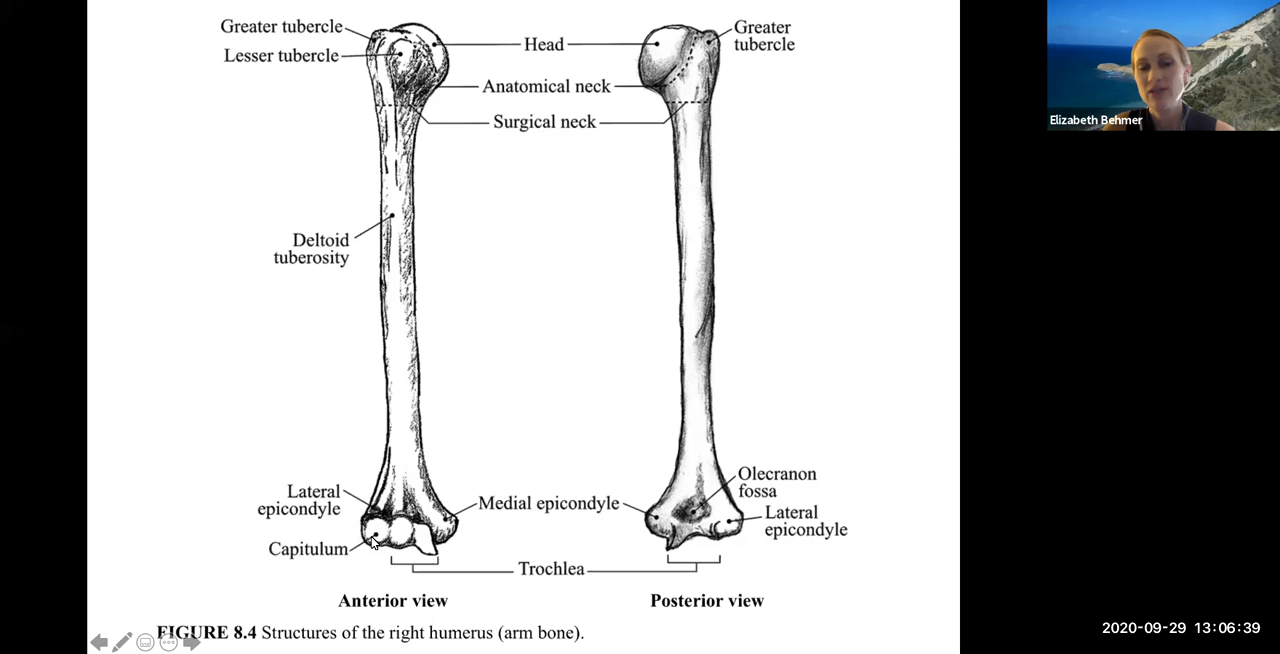 Greater tubercle
Lesser tubercle
Head
Greater
tubercle
Anatomical neck
Surgical neck
Deltoid
tuberosity
Lateral
epicondyle
Capitulum
Medial epicondyle
Olecranon
fossa
Lateral
epicondyle
Trochlea
Anterior view
Posterior view
FIGURE 8.4 Structures of the right humerus (arm bone).
Elizabeth Behmer
2020-09-29 13:06:39